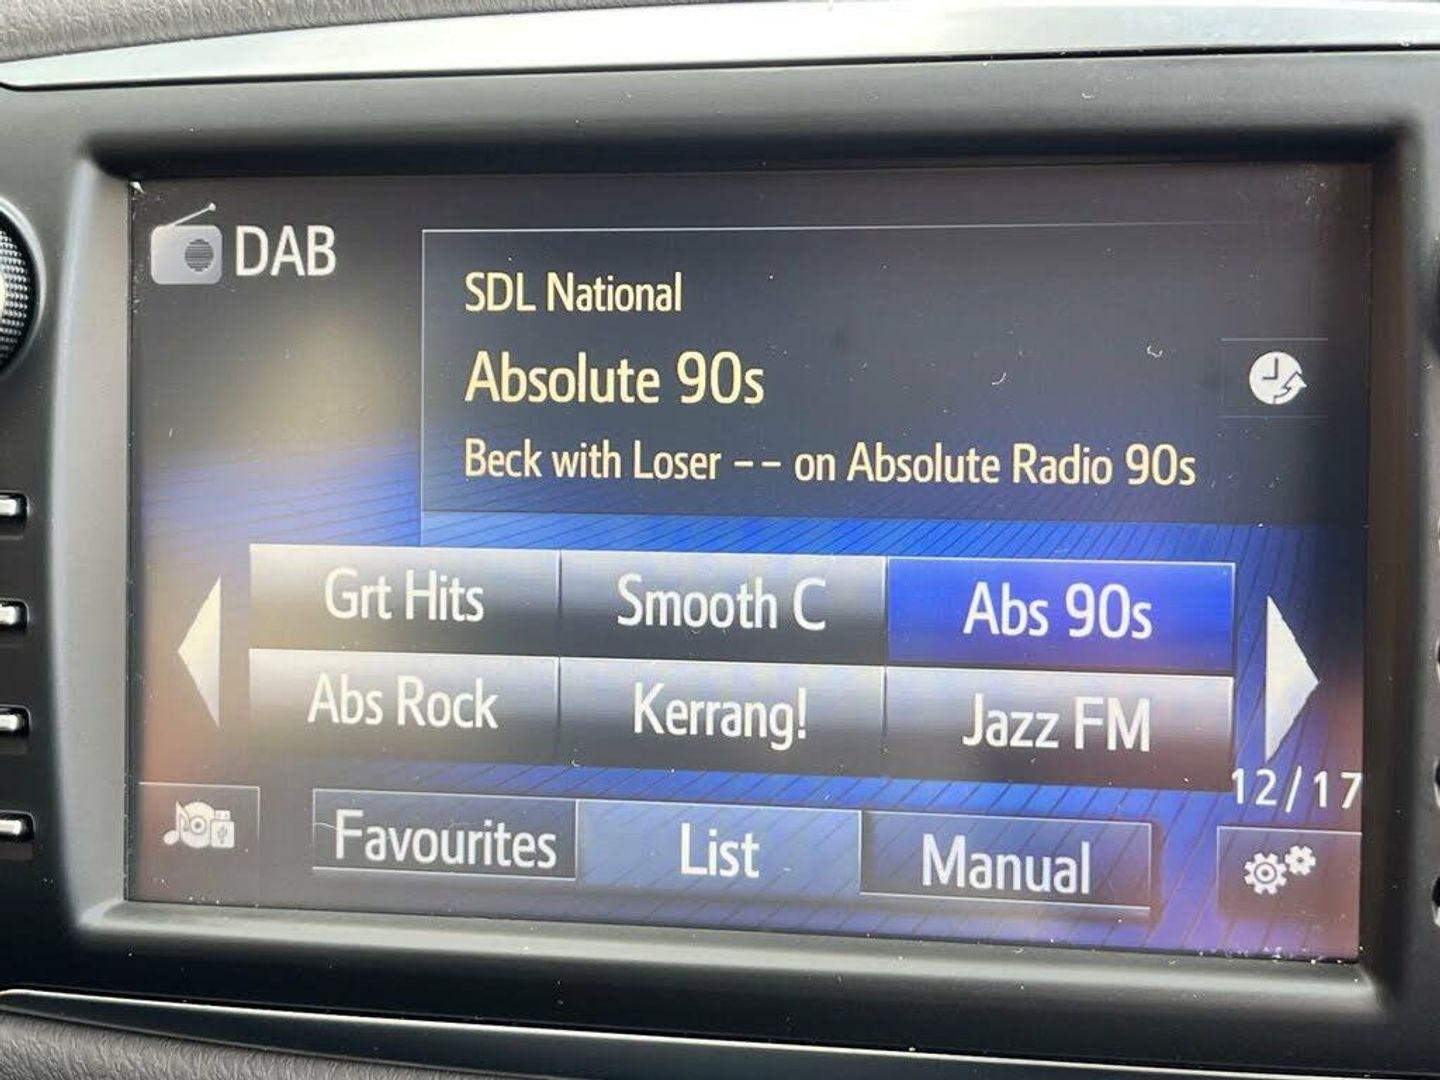 DAB
SDL National
Absolute 90s
Beck with Loser -- on Absolute Radio 90s
Grt Hits
Smooth C
Abs 90s
Abs Rock
Kerrang!
Jazz FM
12/17
Favourites
List
Manual